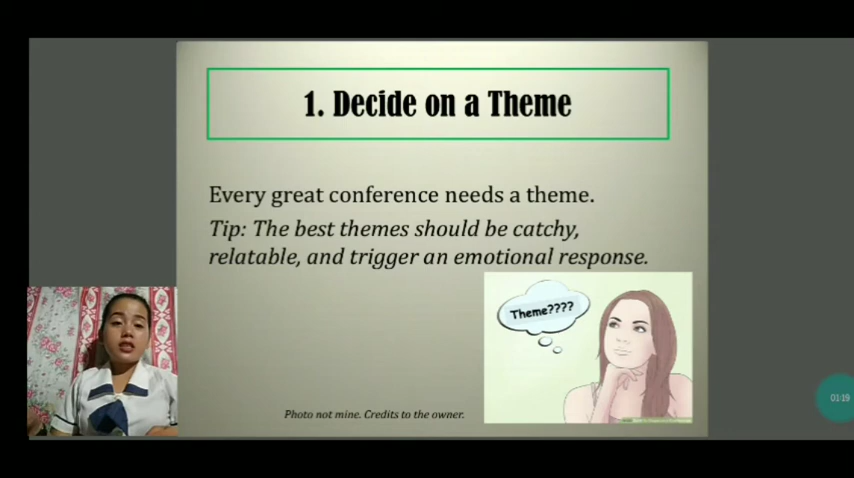 1. Decide on a Theme
Every great conference needs a theme.
Tip: The best themes should be catchy,
relatable, and trigger an emotional response.
Theme????
Photo not mine. Credits to the owner.
01:19